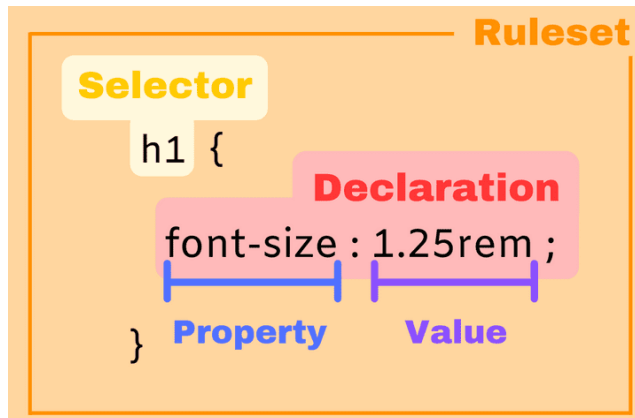 Ruleset
Selector
h1 {
Declaration
font-size : 1.25rem ;
Property Value
}